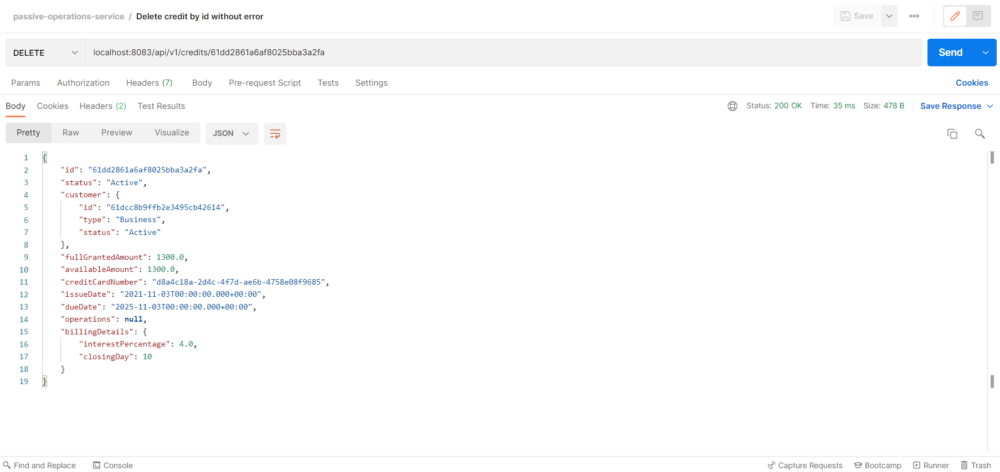 passive-operations-service / Delete credit by id without error
Save
DELETE
localhost:8083/api/v1/credits/61dd2861a6af8025bba3a2fa
Send
Params Authorization Headers (7) Body Pre-request Script Tests Settings Cookies
Body Cookies Headers (2) Test Results Status: 200 OK Time: 35 ms Size: 478 B Save Response
Pretty Raw Preview Visualize JSON
1 {
2 "id": "61dd2861a6af8025bba3a2fa",
3 "status": "Active",
4 "customer": {
5 "id": "61dcc8b9ffb2e3495cb42614",
6 "type": "Business",
7 "status": "Active"
8 },
9 "fullGrantedAmount": 1300.0,
10 "availableAmount": 1300.0,
11 "creditCardNumber": "d8a4c18a-2d4c-4f7d-ae6b-4758e08f9685",
12 "issueDate": "2021-11-03T00:00:00.000+00:00",
13 "dueDate": "2025-11-03T00:00:00.000+00:00",
14 "operations": null,
15 "billingDetails": {
16 "interestPercentage": 4.0,
17 "closingDay": 10
18 }
19 }
Find and Replace Console Capture Requests Bootcamp Runner Trash